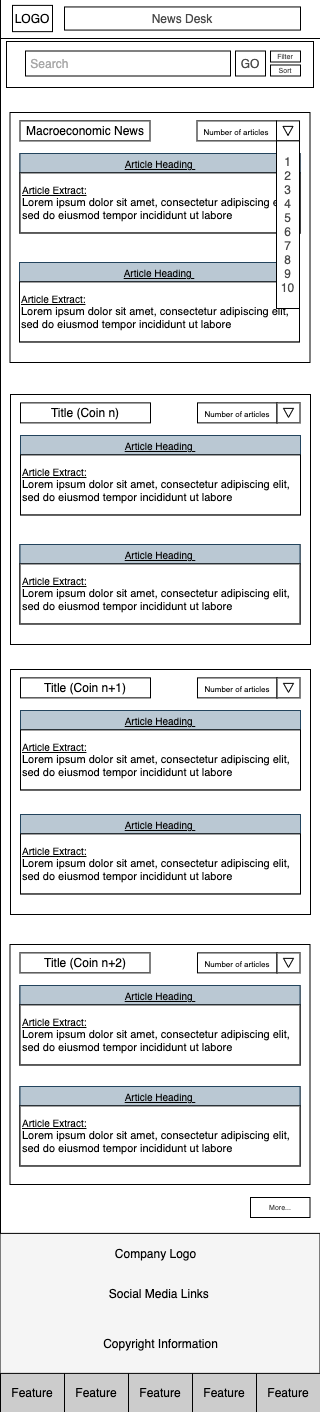 LOGO
News Desk
Search
GO
Filter
Sort
Macroeconomic News
Number of articles
1
2
3
4
5
6
7
8
9
10
Article Heading
Article Extract:
Lorem ipsum dolor sit amet, consectetur adipiscing
sed do eiusmod tempor incididunt ut labore
Article Heading
Article Extract:
Lorem ipsum dolor sit amet, consectetur adipiscing elit,
sed do eiusmod tempor incididunt ut labore
Title (Coin n)
Number of articles
Article Heading
Article Extract:
Lorem ipsum dolor sit amet, consectetur adipiscing elit,
sed do eiusmod tempor incididunt ut labore
Article Heading
Article Extract:
Lorem ipsum dolor sit amet, consectetur adipiscing elit,
sed do eiusmod tempor incididunt ut labore
Title (Coin n+1)
Number of articles
Article Heading
Article Extract:
Lorem ipsum dolor sit amet, consectetur adipiscing elit,
sed do eiusmod tempor incididunt ut labore
Article Heading
Article Extract:
Lorem ipsum dolor sit amet, consectetur adipiscing elit,
sed do eiusmod tempor incididunt ut labore
Title (Coin n+2)
Number of articles
Article Heading
Article Extract:
Lorem ipsum dolor sit amet, consectetur adipiscing elit,
sed do eiusmod tempor incididunt ut labore
Article Heading
Article Extract:
Lorem ipsum dolor sit amet, consectetur adipiscing elit,
sed do eiusmod tempor incididunt ut labore
More...
Company Logo
Social Media Links
Copyright Information
Feature Feature Feature Feature Feature